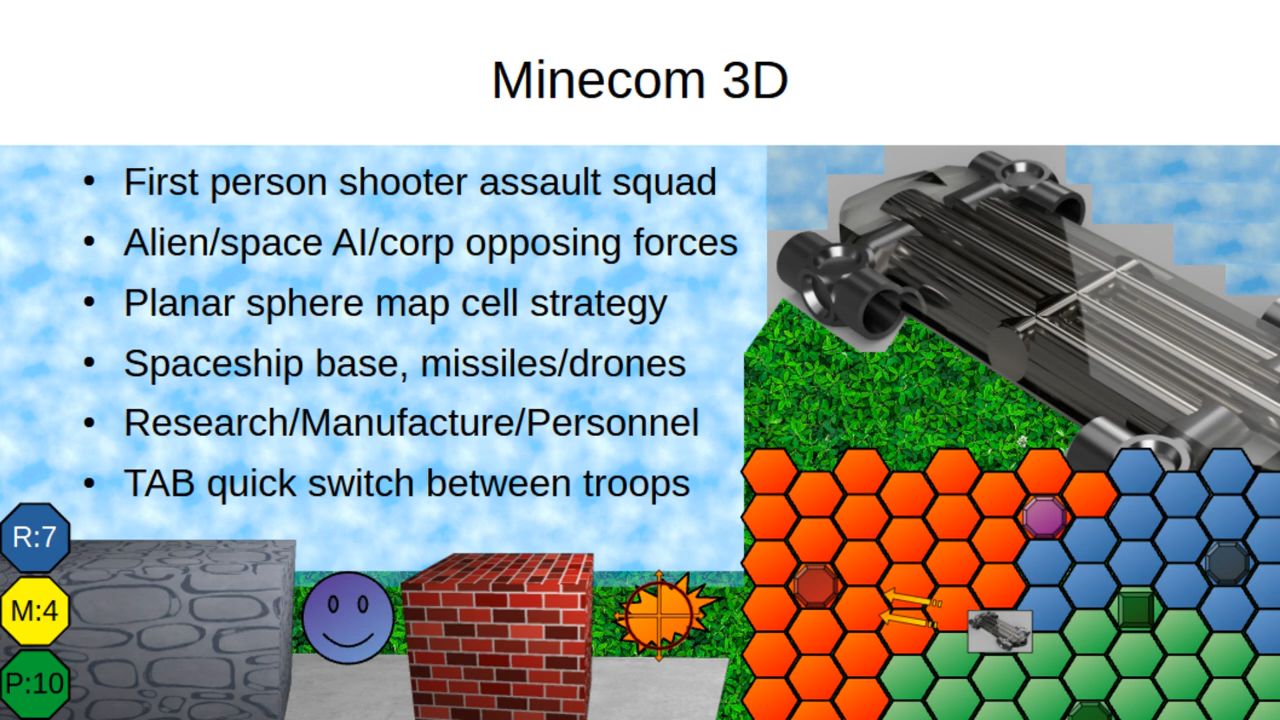 Minecom 3D
• First person shooter assault squad
• Alien/space AI/corp opposing forces
• Planar sphere map cell strategy
• Spaceship base, missiles/drones
• Research/Manufacture/Personnel
• TAB quick switch between troops
R:7
M:4
P:10